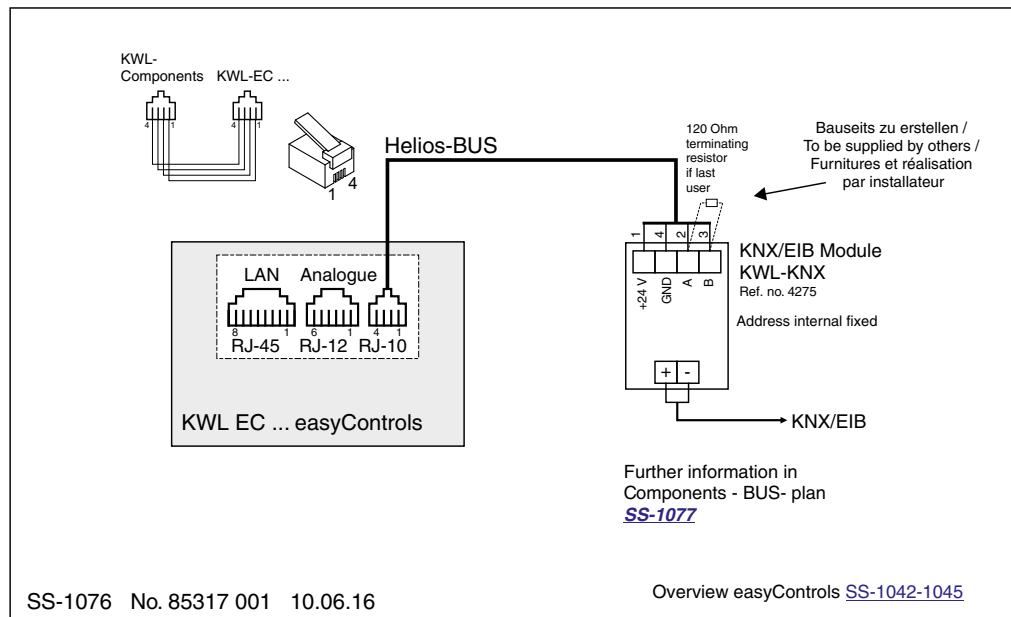 KWL-
Components KWL-EC ...
4 1 4 1
1 4
Helios-BUS
120 Ohm
terminating
resistor
if last
user
Bauseits zu erstellen /
To be supplied by others /
Furnitures et réalisation
par installateur
1 4 2 3
+24 V GND A B
KNX/EIB Module
KWL-KNX
Ref. no. 4275
Address internal fixed
+ -
KNX/EIB
LAN Analogue
8 1 6 1 4 1
RJ-45 RJ-12 RJ-10
KWL EC ... easyControls
Further information in
Components - BUS- plan
SS-1077
SS-1076 No. 85317 001 10.06.16
Overview easyControls SS-1042-1045